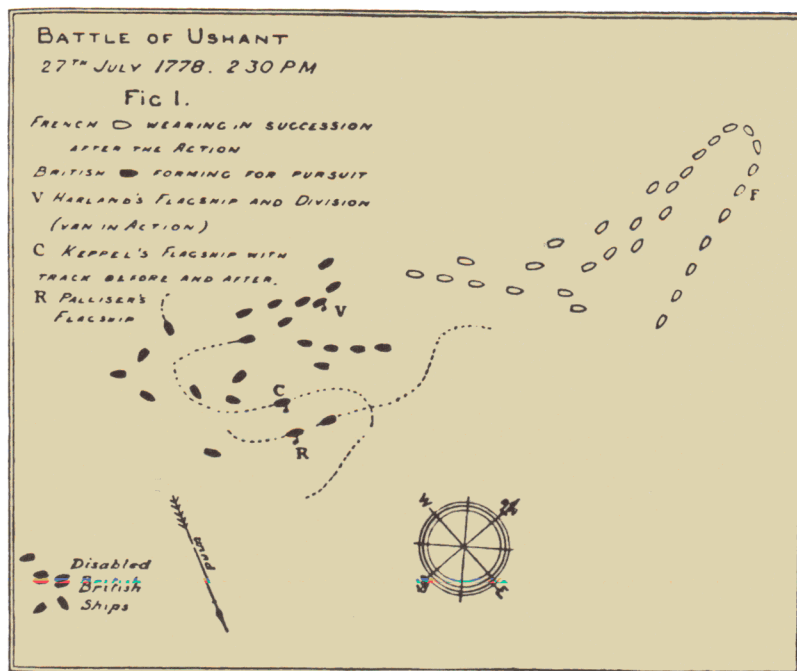 BATTLE OF USHANT
27TH JULY 1778. 2 30 PM
FIG 1.
FRENCH WEARING IN SUCCESSION
AFTER THE ACTION
BRITISH FORMING FOR PURSUIT
V HARLAND'S FLAGSHIP AND DIVISION
(VAN IN ACTION)
C KEPPEL'S FLAGSHIP WITH
TRACK BEFORE AND AFTER.
R PALLISER'S
FLAGSHIP
F
V
C
R
Wind
W
E
Disabled
British
Ships